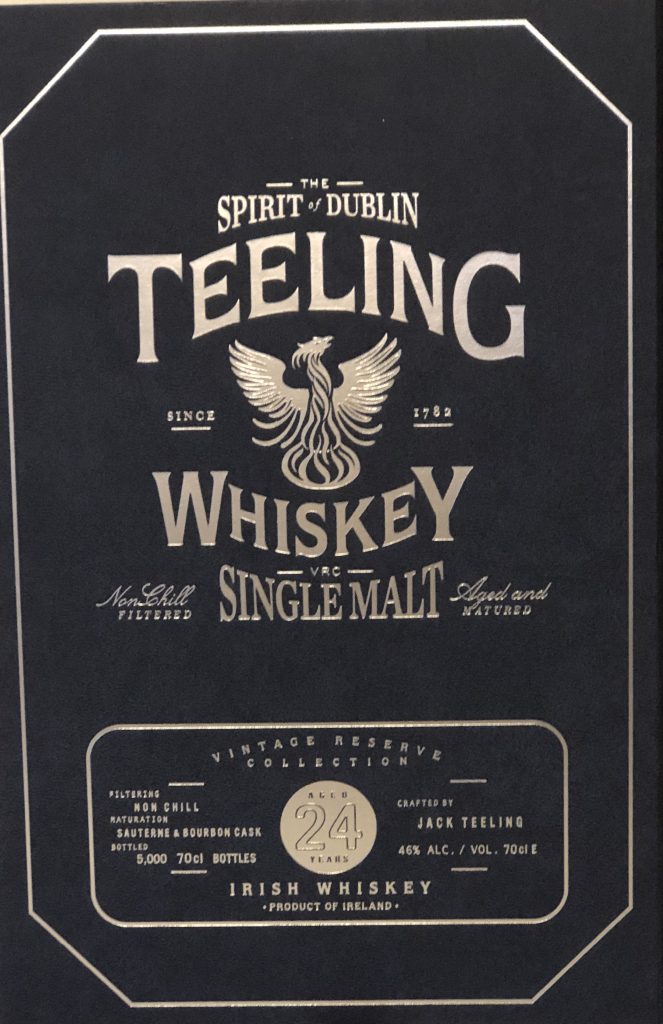 THE
SPIRIT of DUBLIN
TEELING
SINCE 1782
WHISKEY
VRC
SINGLE MALT
Non Chill
FILTERED
Aged and
MATURED
VINTAGE RESERVE
COLLECTION
FILTERING
NON CHILL
MATURATION
SAUTERNE & BOURBON CASK
BOTTLED
5,000 70cl BOTTLES
AGED
24
YEARS
CRAFTED BY
JACK TEELING
46% ALC. / VOL. 70cl E
IRISH WHISKEY
•PRODUCT OF IRELAND•